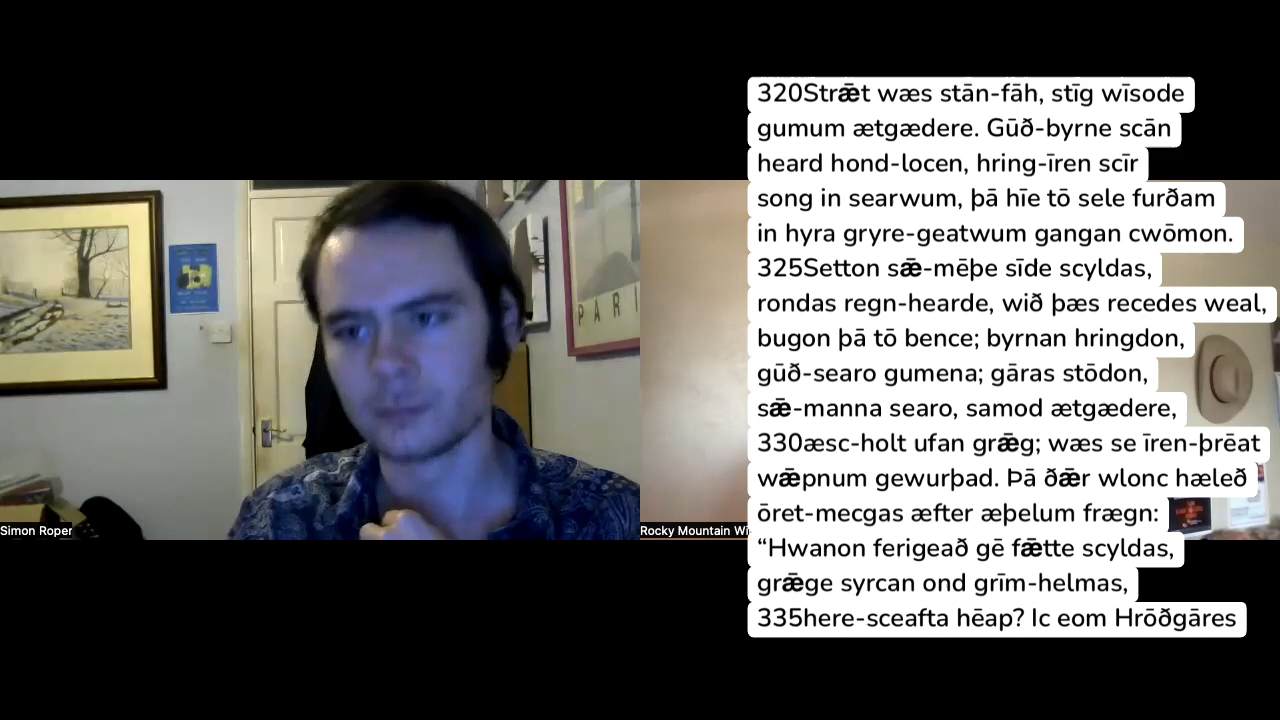 320Strǣt wæs stān-fāh, stīg wīsode
gumum ætgædere. Gūð-byrne scān
heard hond-locen, hring-īren scīr
song in searwum, þā hīe tō sele furðam
in hyra gryre-geatwum gangan cwōmon.
325Setton sǣ-mēþe sīde scyldas,
rondas regn-hearde, wið þæs recedes weal,
bugon þā tō bence; byrnan hringdon,
gūð-searo gumena; gāras stōdon,
sǣ-manna searo, samod ætgædere,
330æsc-holt ufan grǣg; wæs se īren-þrēat
wǣpnum gewurþad. Þā ðǣr wlonc hæleð
ōret-mecgas æfter æþelum frægn:
“Hwanon ferigeað gē fǣtte scyldas,
grǣge syrcan ond grīm-helmas,
335here-sceafta hēap? Ic eom Hrōðgāres
PARI
Simon Roper
Rocky Mountain Wi